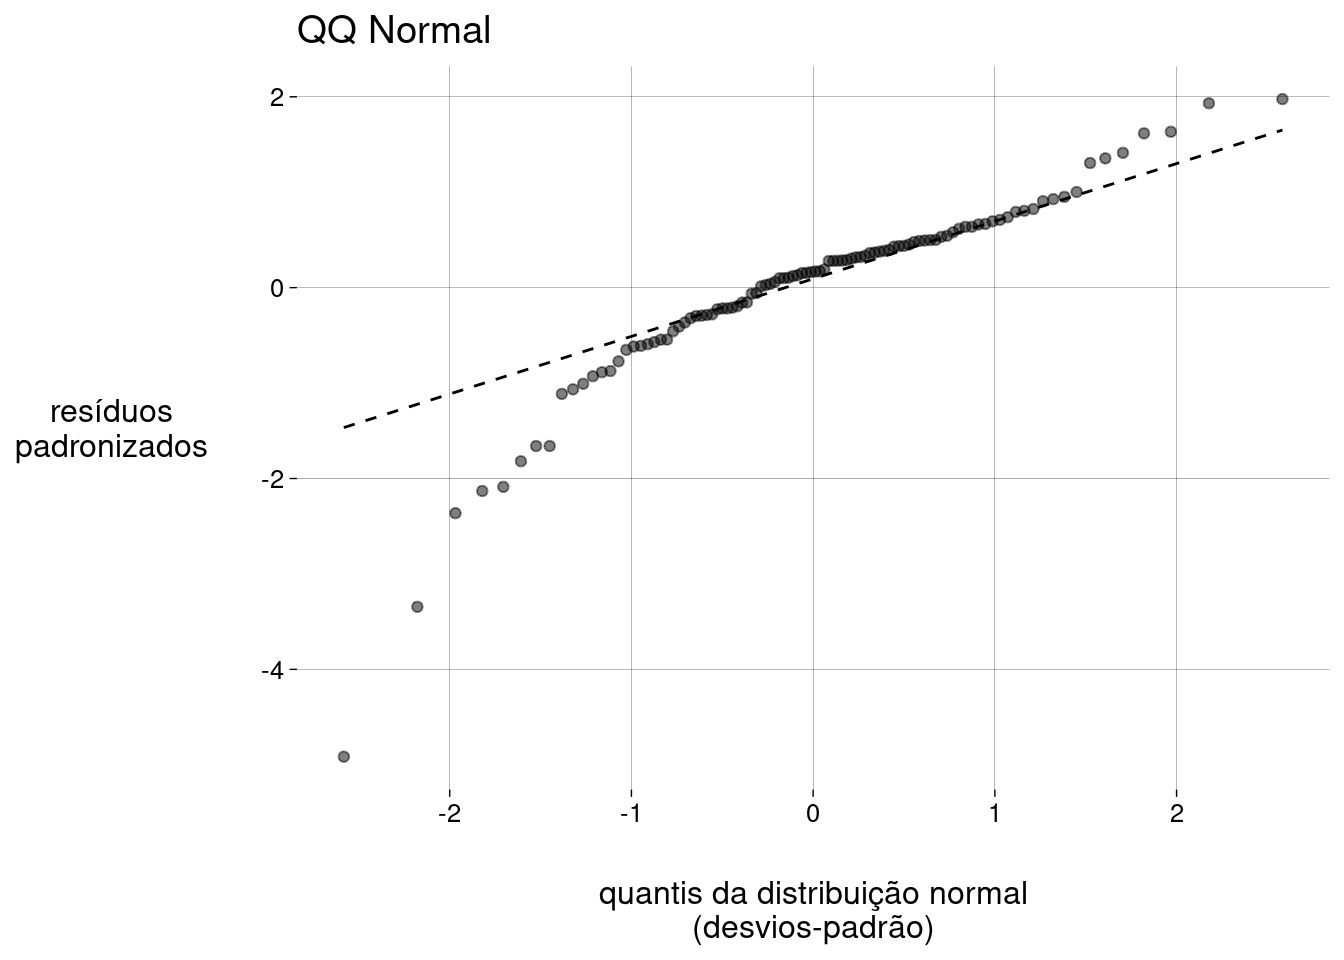 QQ Normal
2
0
-2
-4
resíduos
padronizados
-2
-1
0
1
2
quantis da distribuição normal
(desvios-padrão)